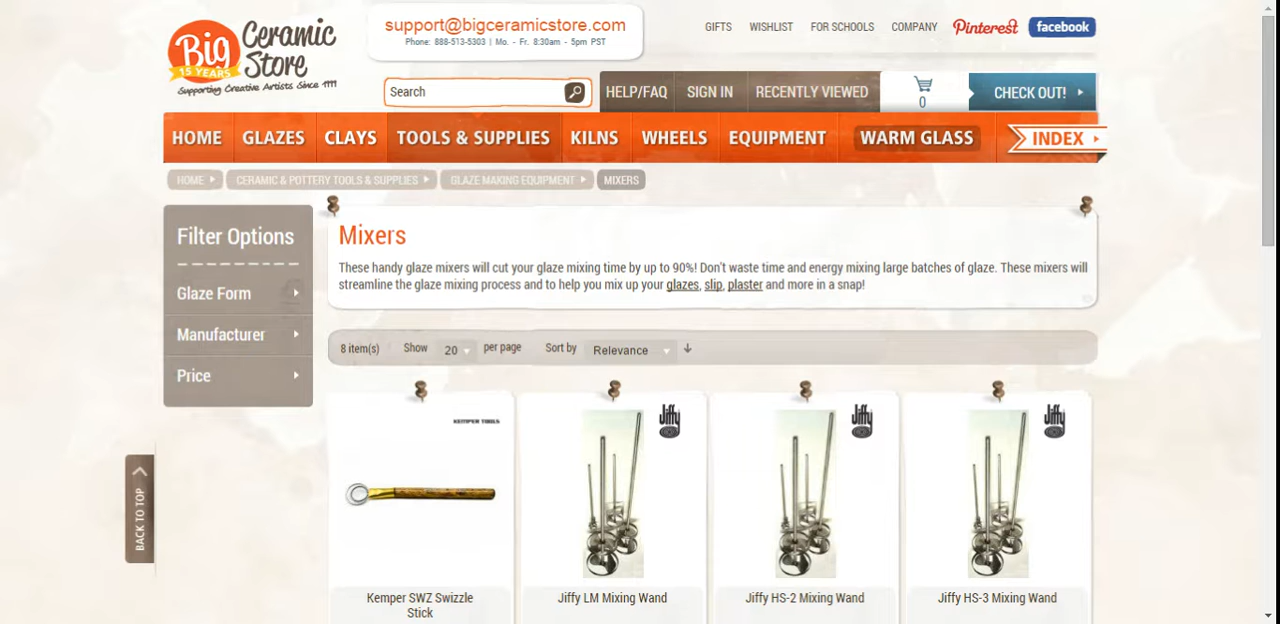 Big
15 YEARS
Ceramic
Store
Supporting Creative Artists Since 1999
support@bigceramicstore.com
Phone: 888-513-5303 | Mo. - Fr. 8:30am - 5pm PST
GIFTS WISHLIST FOR SCHOOLS COMPANY Pinterest facebook
Search
HELP/FAQ SIGN IN RECENTLY VIEWED 0 CHECK OUT!
HOME GLAZES CLAYS TOOLS & SUPPLIES KILNS WHEELS EQUIPMENT WARM GLASS INDEX
HOME CERAMIC & POTTERY TOOLS & SUPPLIES GLAZE MAKING EQUIPMENT MIXERS
Filter Options
Glaze Form
Manufacturer
Price
Mixers
These handy glaze mixers will cut your glaze mixing time by up to 90%! Don't waste time and energy mixing large batches of glaze. These mixers will
streamline the glaze mixing process and to help you mix up your glazes, slip, plaster and more in a snap!
8 item(s) Show 20 per page Sort by Relevance
KEMPER TOOLS
Jiffy
Jiffy
Jiffy
BACK TO TOP
Kemper SWZ Swizzle
Stick
Jiffy LM Mixing Wand
Jiffy HS-2 Mixing Wand
Jiffy HS-3 Mixing Wand